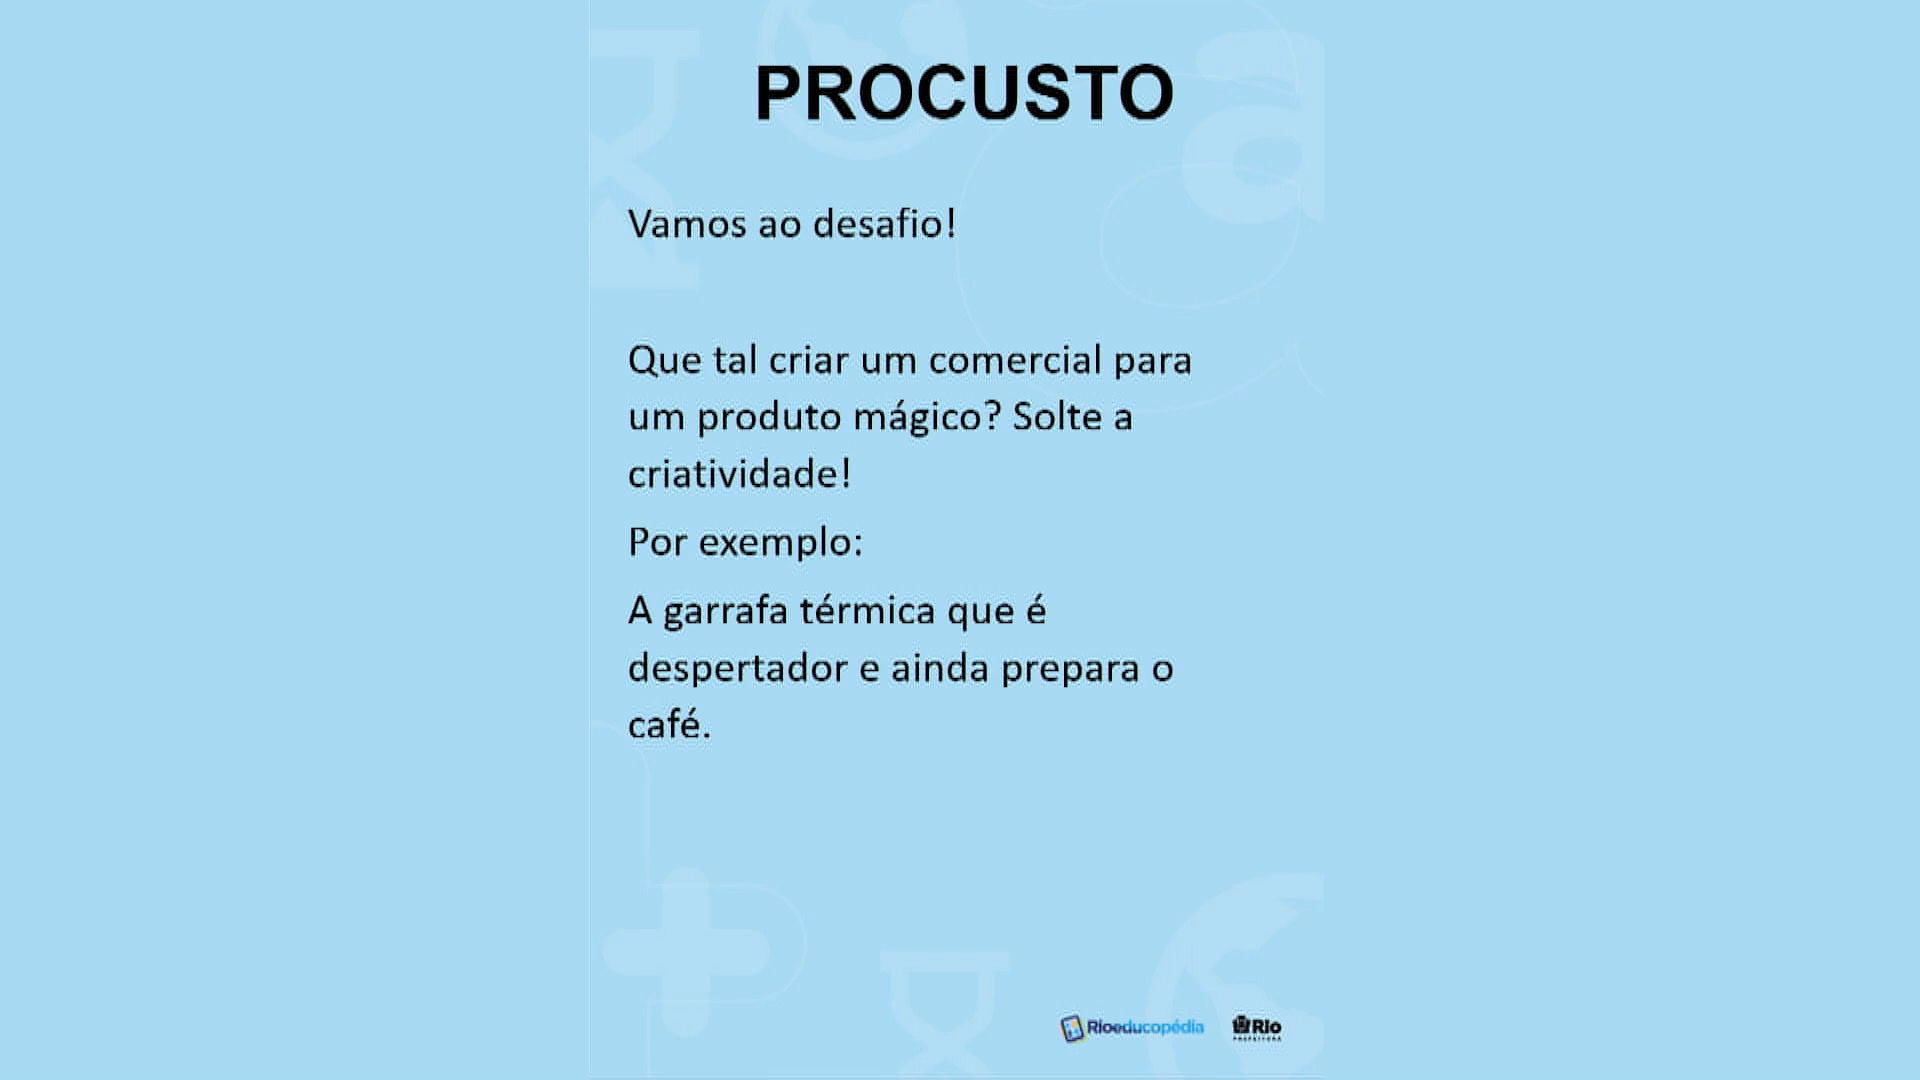 PROCUSTO
Vamos ao desafio!
Que tal criar um comercial para
um produto mágico? Solte a
criatividade!
Por exemplo:
A garrafa térmica que é
despertador e ainda prepara o
café.
Rioeducopédia
RIO
PREFEITURA